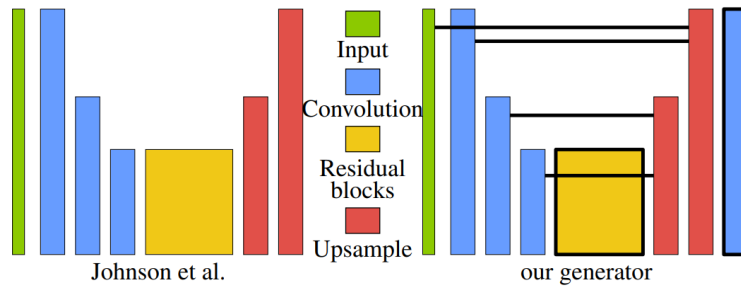 Input
Convolution
Residual
blocks
Upsample
Johnson et al.
our generator